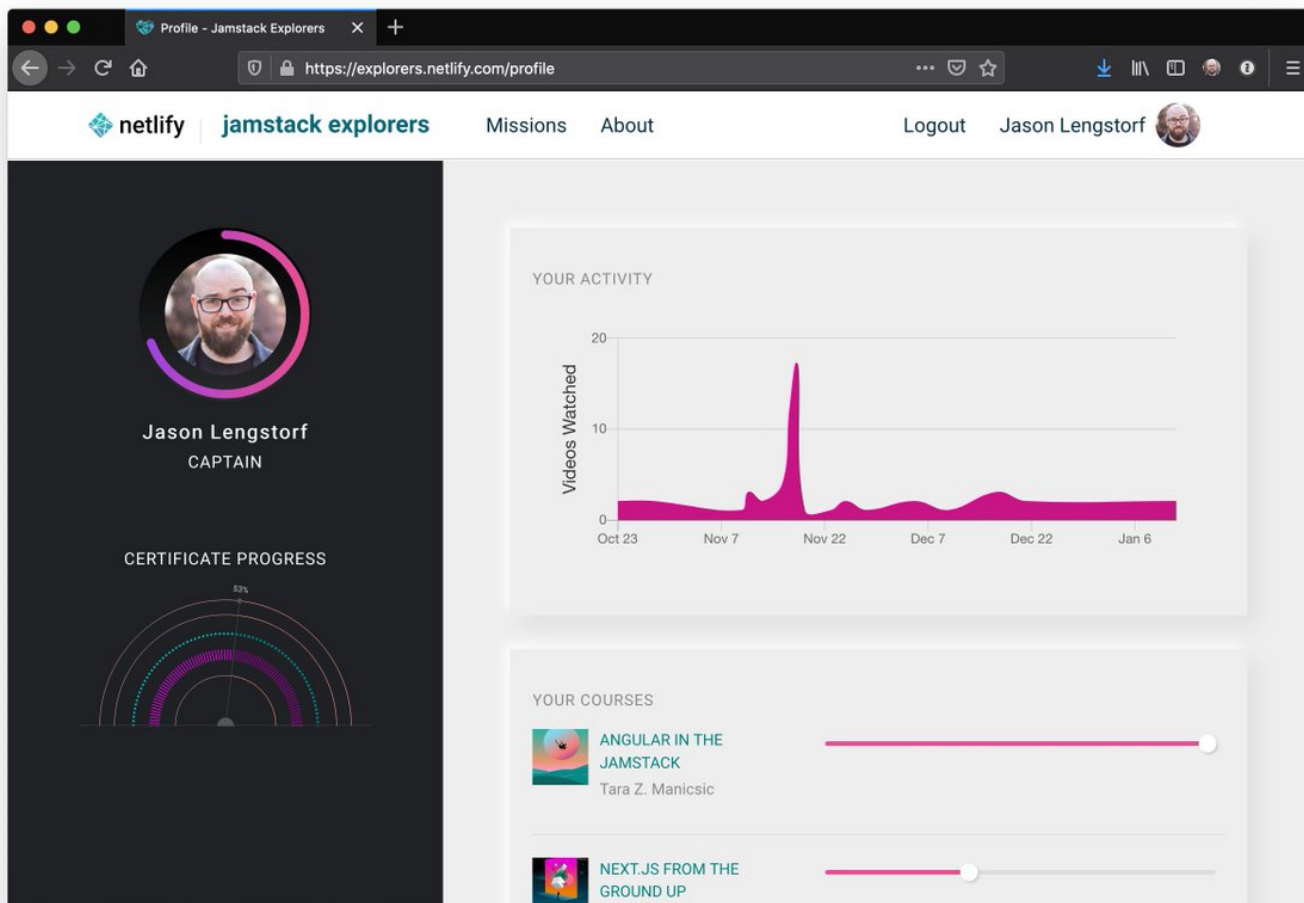 Profile - Jamstack Explorers
https://explorers.netlify.com/profile
netlify jamstack explorers Missions About Logout Jason Lengstorf
Jason Lengstorf
CAPTAIN
CERTIFICATE PROGRESS
53%
YOUR ACTIVITY
Videos Watched
20
10
0
Oct 23 Nov 7 Nov 22 Dec 7 Dec 22 Jan 6
YOUR COURSES
ANGULAR IN THE
JAMSTACK
Tara Z. Manicsic
NEXT.JS FROM THE
GROUND UP